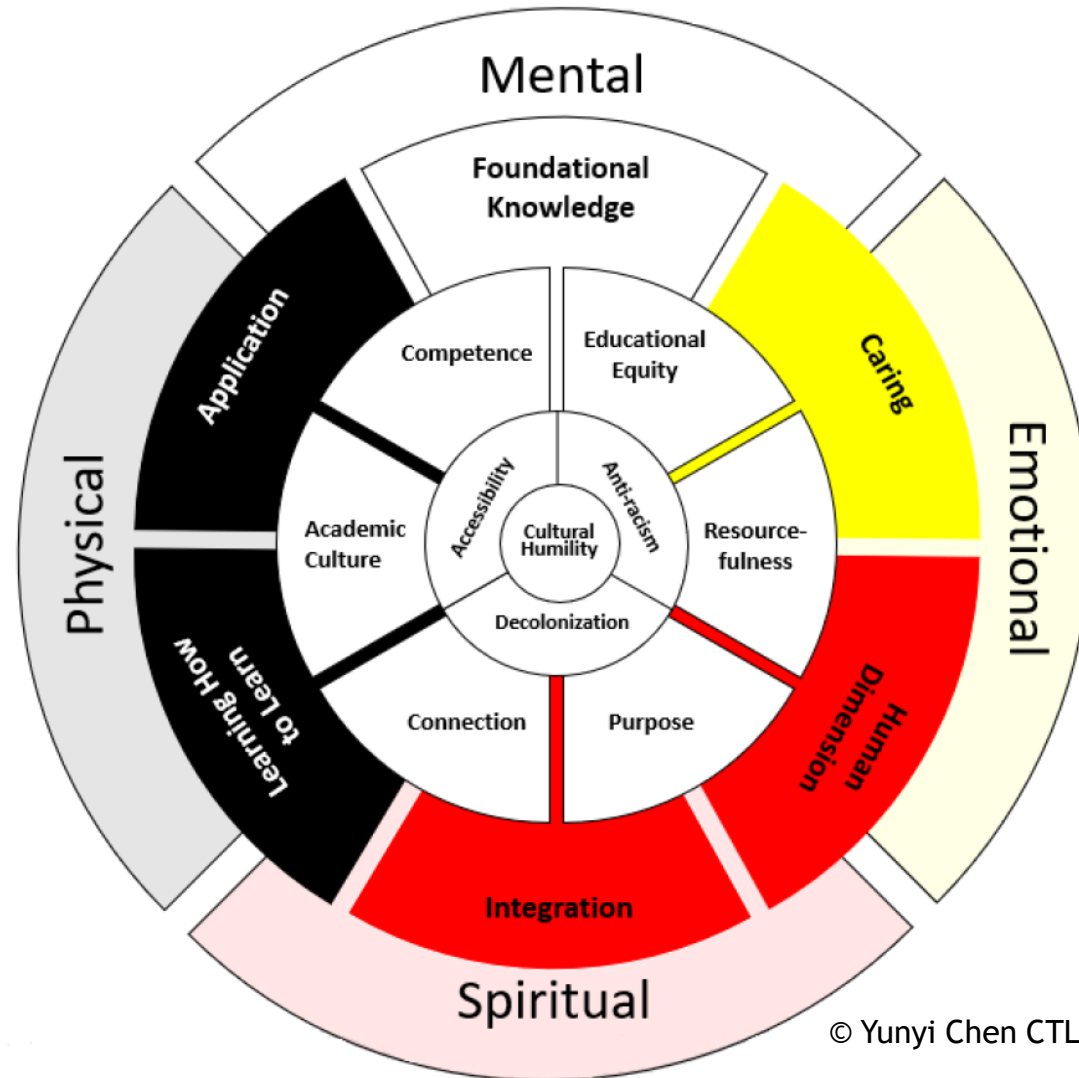 Mental
Foundational
Knowledge
Application
Caring
Competence
Educational
Equity
Physical
Emotional
Accessibility
Anti-racism
Academic
Culture
Cultural
Humility
Resource-
fulness
Decolonization
Learning How
to Learn
Human
Dimension
Connection
Purpose
Integration
Spiritual
© Yunyi Chen CTL